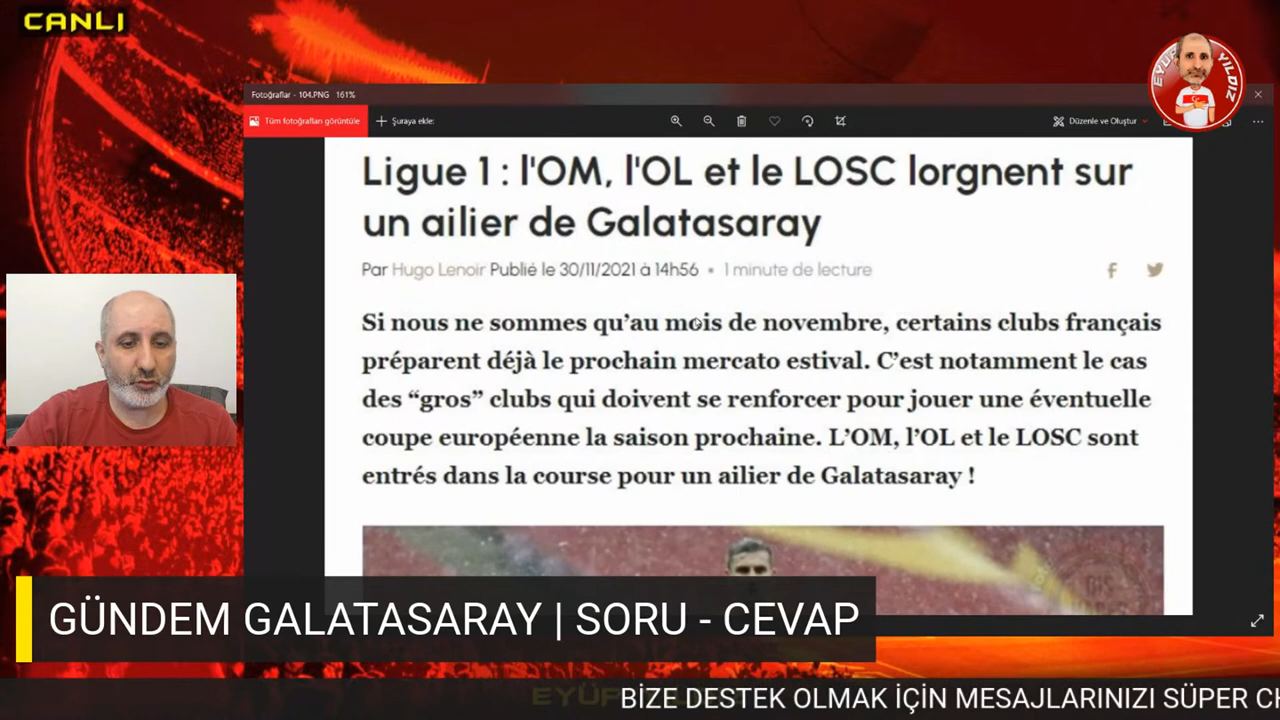 CANLI
EYÜP YILDIZ
Fotoğraflar - 104.PNG 161%
Tüm fotoğrafları görüntüle
Şuraya ekle:
Düzenle ve Oluştur
Ligue 1 : l'OM, l'OL et le LOSC lorgnent sur
un ailier de Galatasaray
Par Hugo Lenoir Publié le 30/11/2021 à 14h56 • 1 minute de lecture
Si nous ne sommes qu’au mois de novembre, certains clubs français
préparent déjà le prochain mercato estival. C’est notamment le cas
des “gros” clubs qui doivent se renforcer pour jouer une éventuelle
coupe européenne la saison prochaine. L’OM, l’OL et le LOSC sont
entrés dans la course pour un ailier de Galatasaray !
GÜNDEM GALATASARAY | SORU - CEVAP
BİZE DESTEK OLMAK İÇİN MESAJLARINIZI SÜPER CH